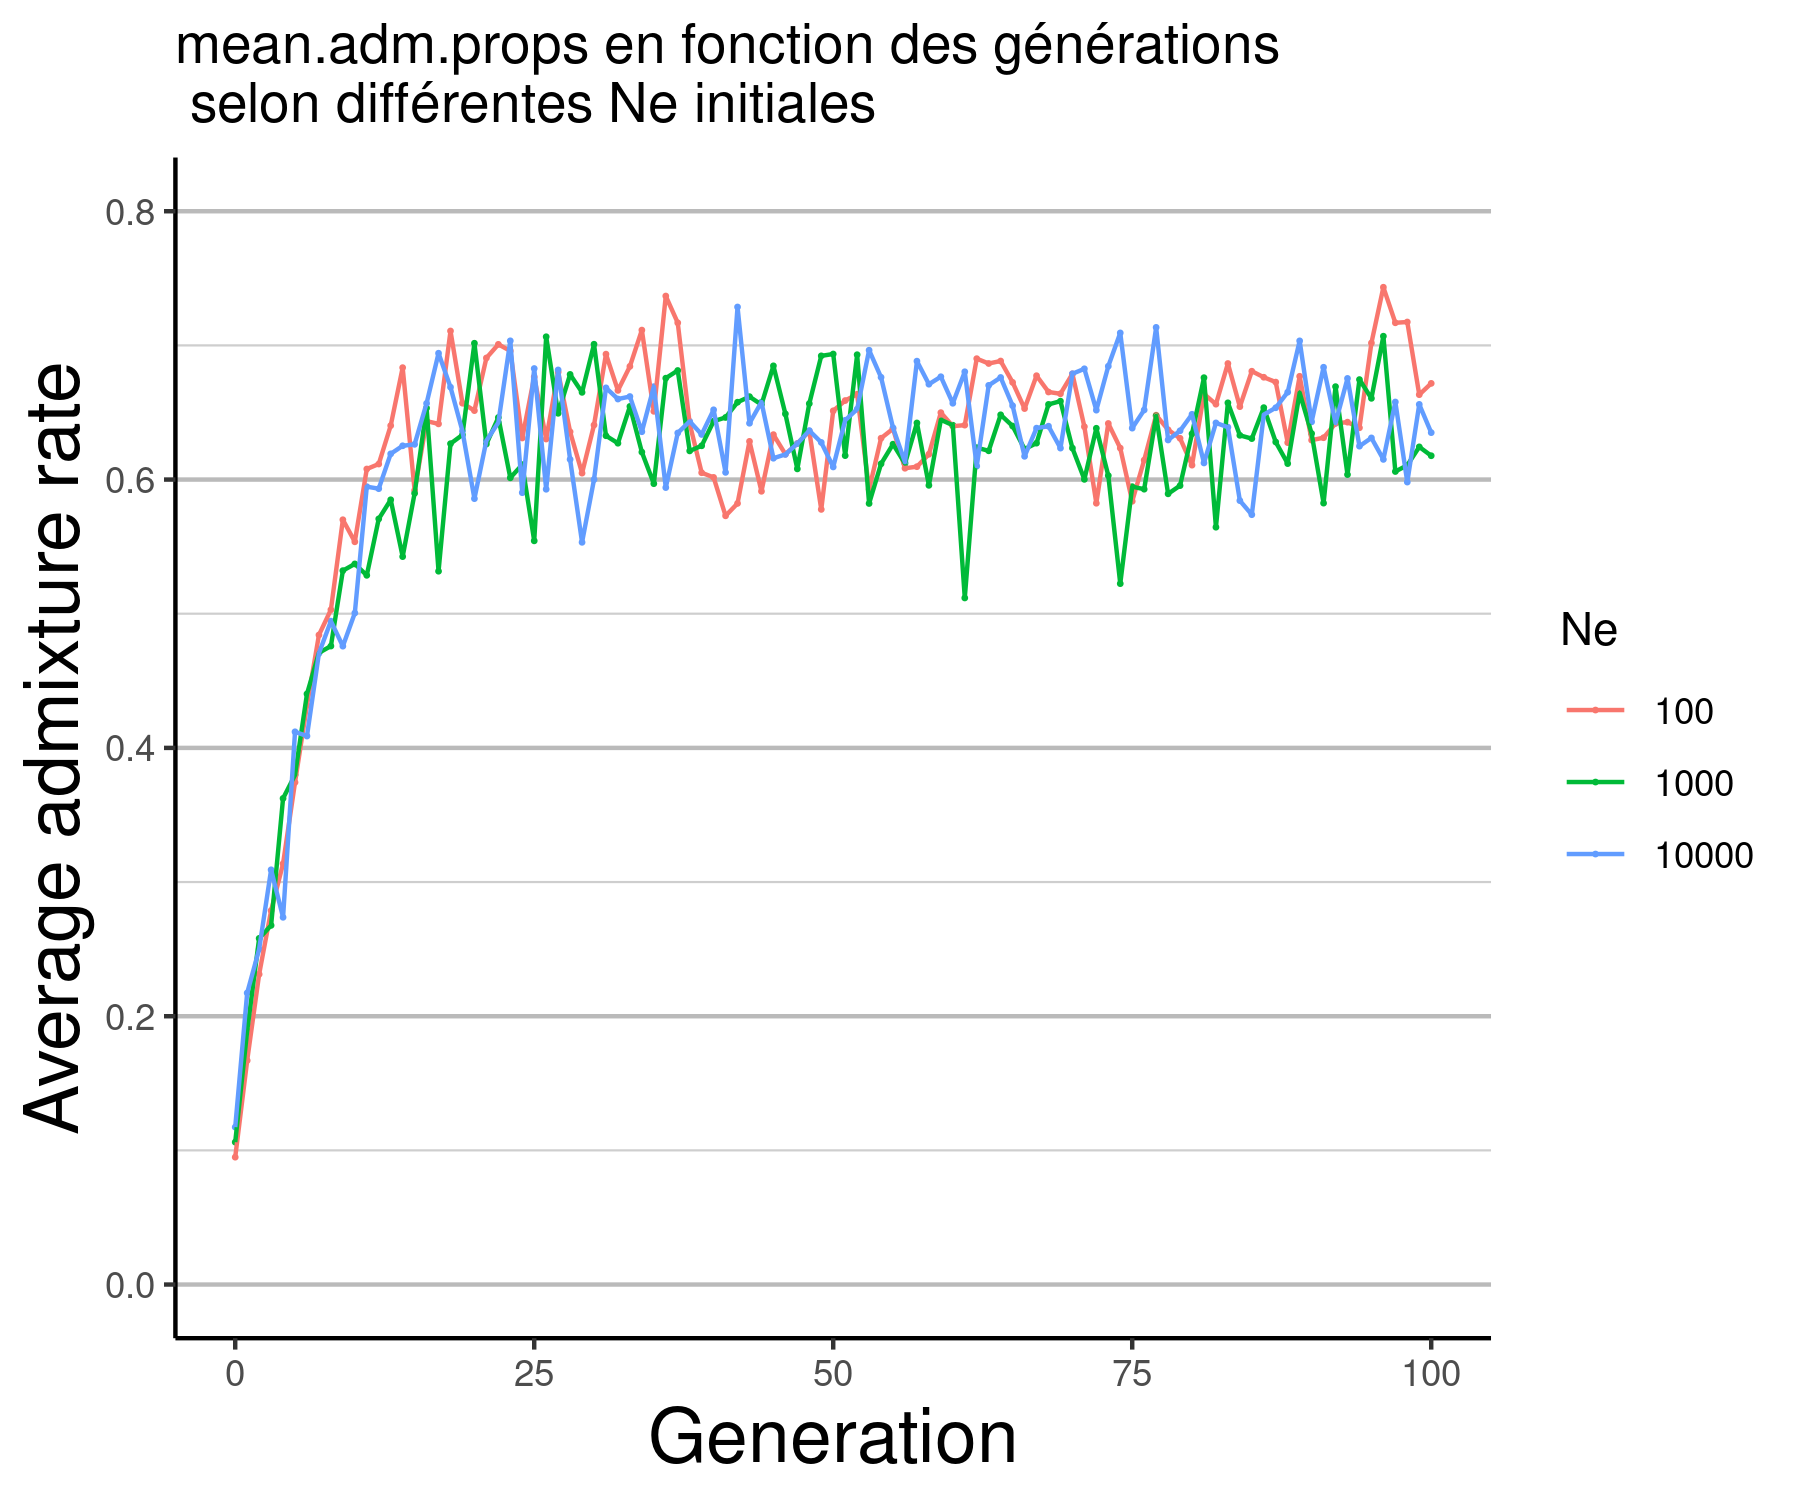 mean.adm.props en fonction des générations
selon différentes Ne initiales
Average admixture rate
0.8
0.6
0.4
0.2
0.0
0
25
50
75
100
Generation
Ne
100
1000
10000